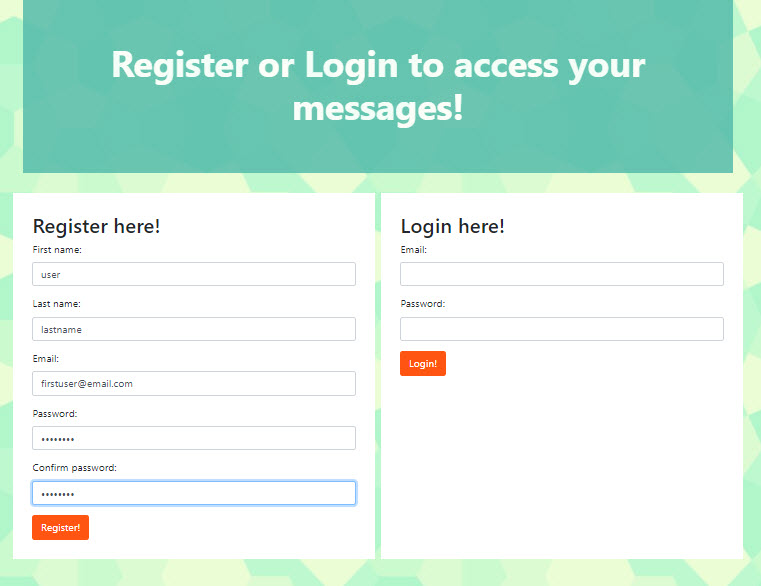 Register or Login to access your
messages!
Register here!
First name:
user
Last name:
lastname
Email:
firstuser@email.com
Password:
••••••••
Confirm password:
••••••••
Register!
Login here!
Email:
Password:
Login!